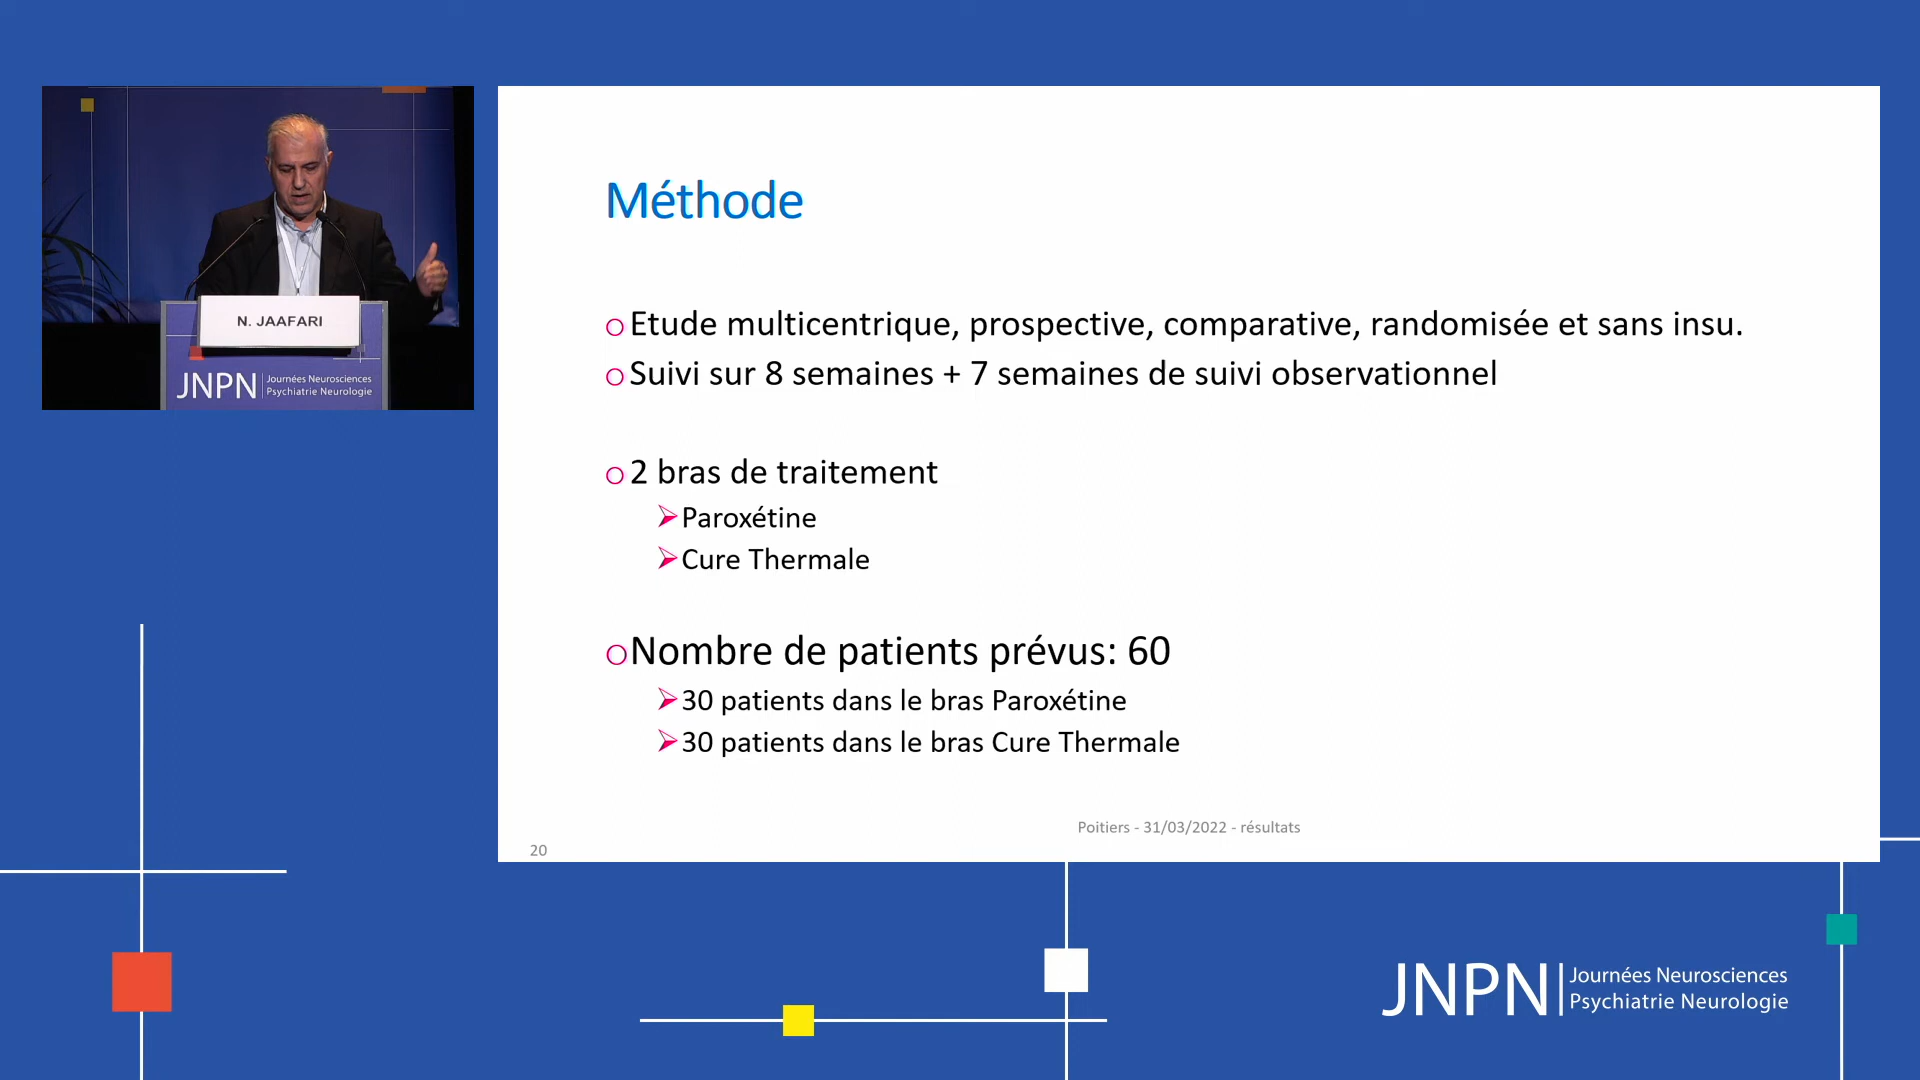 N. JAAFARI
JNPN Journées Neurosciences
Psychiatrie Neurologie
Méthode
Etude multicentrique, prospective, comparative, randomisée et sans insu.
Suivi sur 8 semaines + 7 semaines de suivi observationnel
2 bras de traitement
Paroxétine
Cure Thermale
Nombre de patients prévus: 60
30 patients dans le bras Paroxétine
30 patients dans le bras Cure Thermale
Poitiers - 31/03/2022 - résultats
20
JNPN Journées Neurosciences
Psychiatrie Neurologie